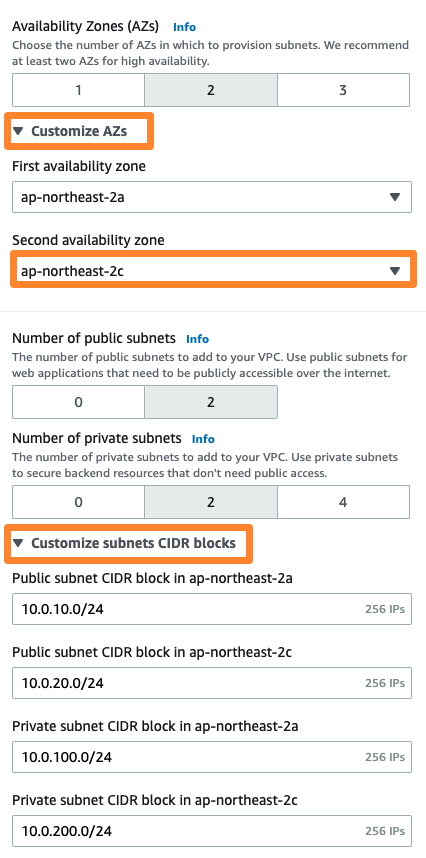 Availability Zones (AZs) Info
Choose the number of AZs in which to provision subnets. We recommend
at least two AZs for high availability.
1 2 3
Customize AZs
First availability zone
ap-northeast-2a
Second availability zone
ap-northeast-2c
Number of public subnets Info
The number of public subnets to add to your VPC. Use public subnets for
web applications that need to be publicly accessible over the internet.
0 2
Number of private subnets Info
The number of private subnets to add to your VPC. Use private subnets
to secure backend resources that don't need public access.
0 2 4
Customize subnets CIDR blocks
Public subnet CIDR block in ap-northeast-2a
10.0.10.0/24 256 IPs
Public subnet CIDR block in ap-northeast-2c
10.0.20.0/24 256 IPs
Private subnet CIDR block in ap-northeast-2a
10.0.100.0/24 256 IPs
Private subnet CIDR block in ap-northeast-2c
10.0.200.0/24 256 IPs